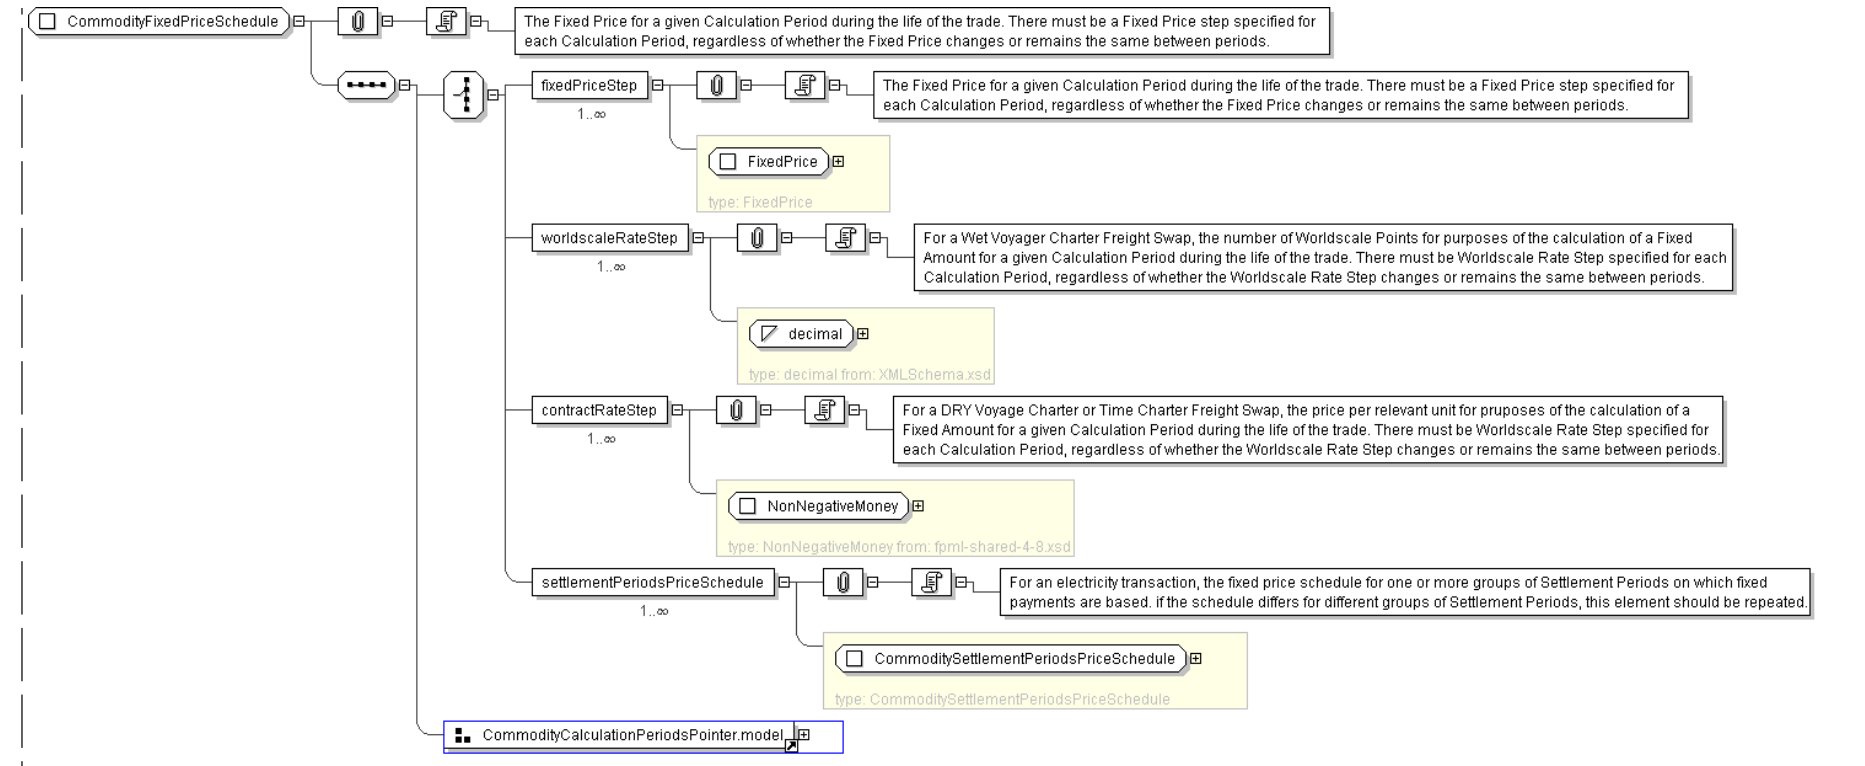 CommodityFixedPriceSchedule
The Fixed Price for a given Calculation Period during the life of the trade. There must be a Fixed Price step specified for
each Calculation Period, regardless of whether the Fixed Price changes or remains the same between periods.
fixedPriceStep
1..∞
The Fixed Price for a given Calculation Period during the life of the trade. There must be a Fixed Price step specified for
each Calculation Period, regardless of whether the Fixed Price changes or remains the same between periods.
FixedPrice
type: FixedPrice
worldscaleRateStep
1..∞
For a Wet Voyager Charter Freight Swap, the number of Worldscale Points for purposes of the calculation of a Fixed
Amount for a given Calculation Period during the life of the trade. There must be Worldscale Rate Step specified for each
Calculation Period, regardless of whether the Worldscale Rate Step changes or remains the same between periods.
decimal
type: decimal from: XMLSchema.xsd
contractRateStep
1..∞
For a DRY Voyage Charter or Time Charter Freight Swap, the price per relevant unit for pruposes of the calculation of a
Fixed Amount for a given Calculation Period during the life of the trade. There must be Worldscale Rate Step specified for
each Calculation Period, regardless of whether the Worldscale Rate Step changes or remains the same between periods.
NonNegativeMoney
type: NonNegativeMoney from: fpml-shared-4-8.xsd
settlementPeriodsPriceSchedule
1..∞
For an electricity transaction, the fixed price schedule for one or more groups of Settlement Periods on which fixed
payments are based. if the schedule differs for different groups of Settlement Periods, this element should be repeated.
CommoditySettlementPeriodsPriceSchedule
type: CommoditySettlementPeriodsPriceSchedule
CommodityCalculationPeriodsPointer.model